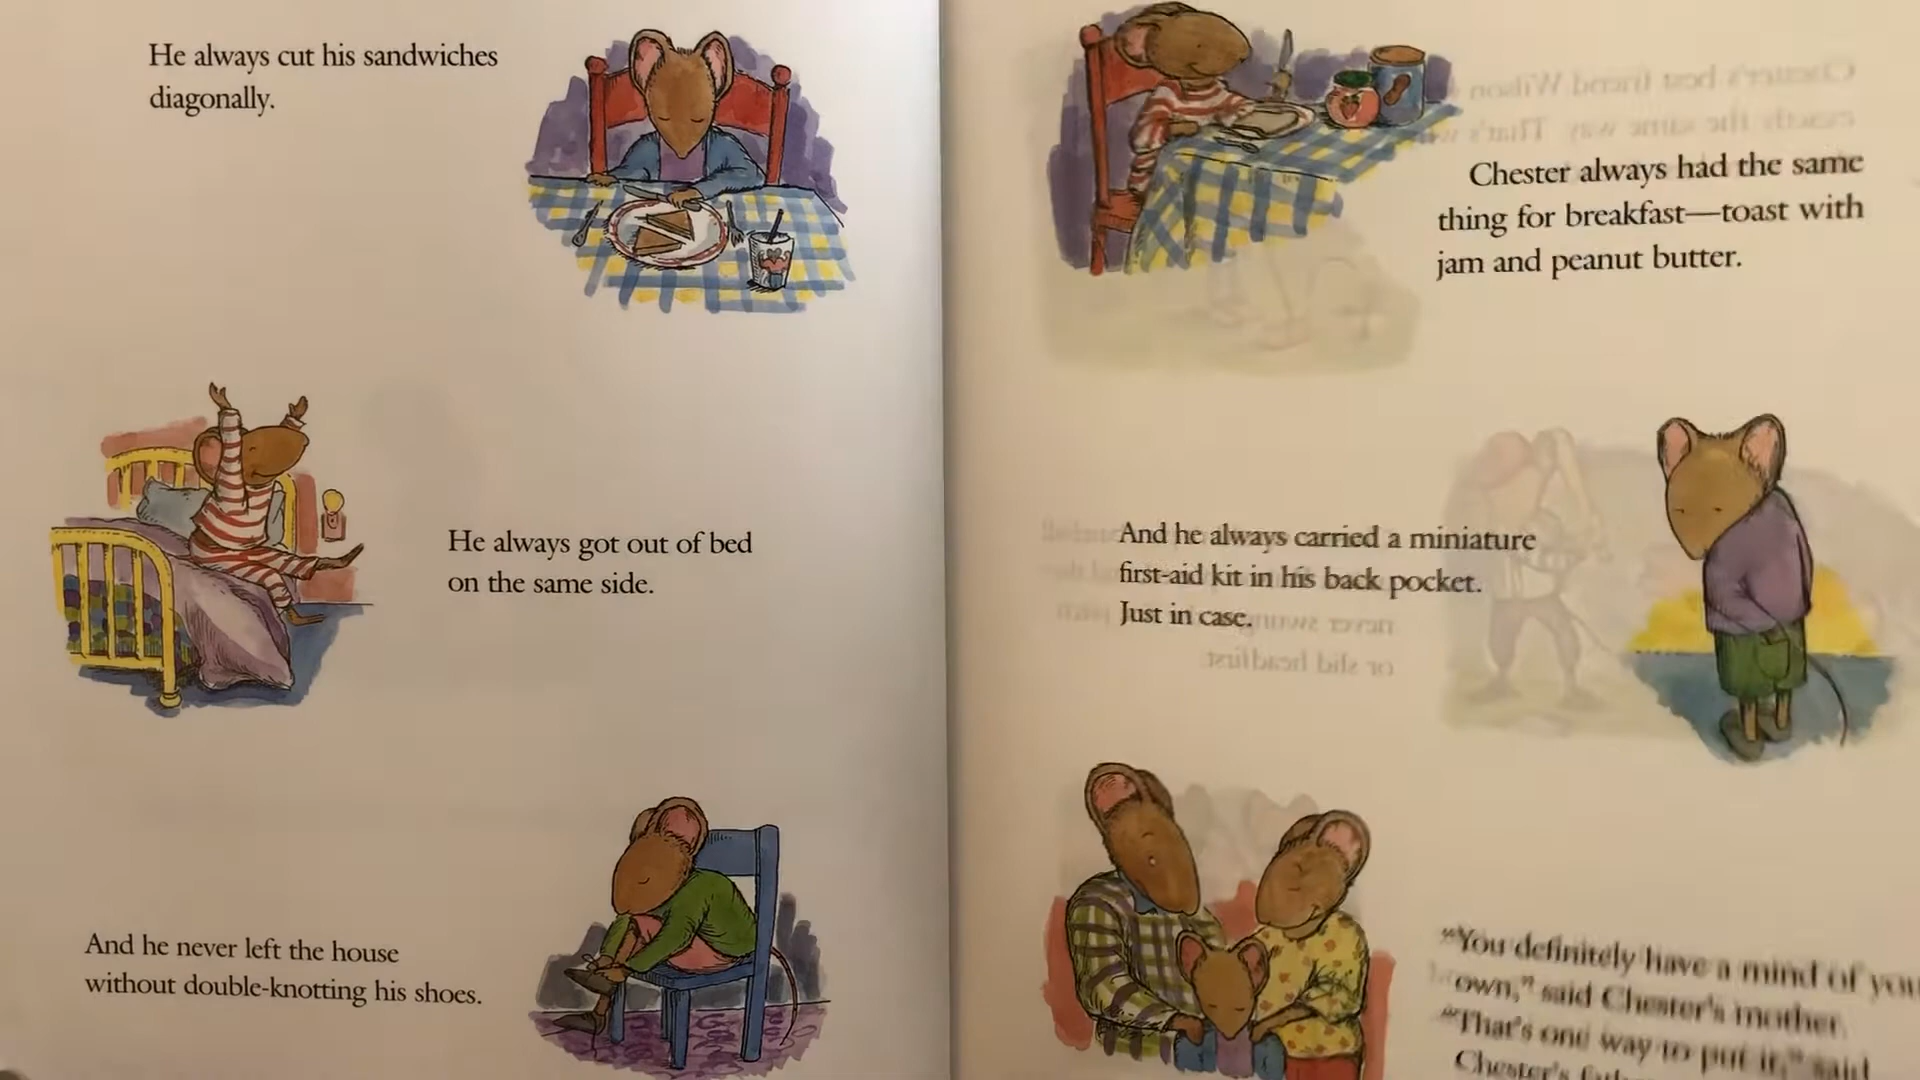 He always cut his sandwiches
diagonally.
He always got out of bed
on the same side.
And he never left the house
without double-knotting his shoes.
Chester always had the same
thing for breakfast—toast with
jam and peanut butter.
And he always carried a miniature
first-aid kit in his back pocket.
Just in case.
"You definitely have a mind of your
own," said Chester's mother.
"That's one way to put it," said
Chester's